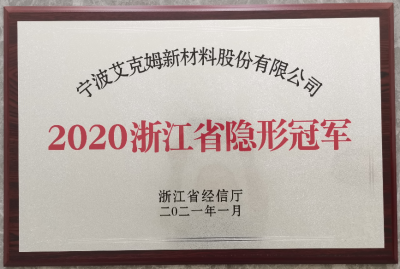 宁波艾克姆新材料股份有限公司
2020浙江省隐形冠军
浙江省经信厅
二〇二一年一月